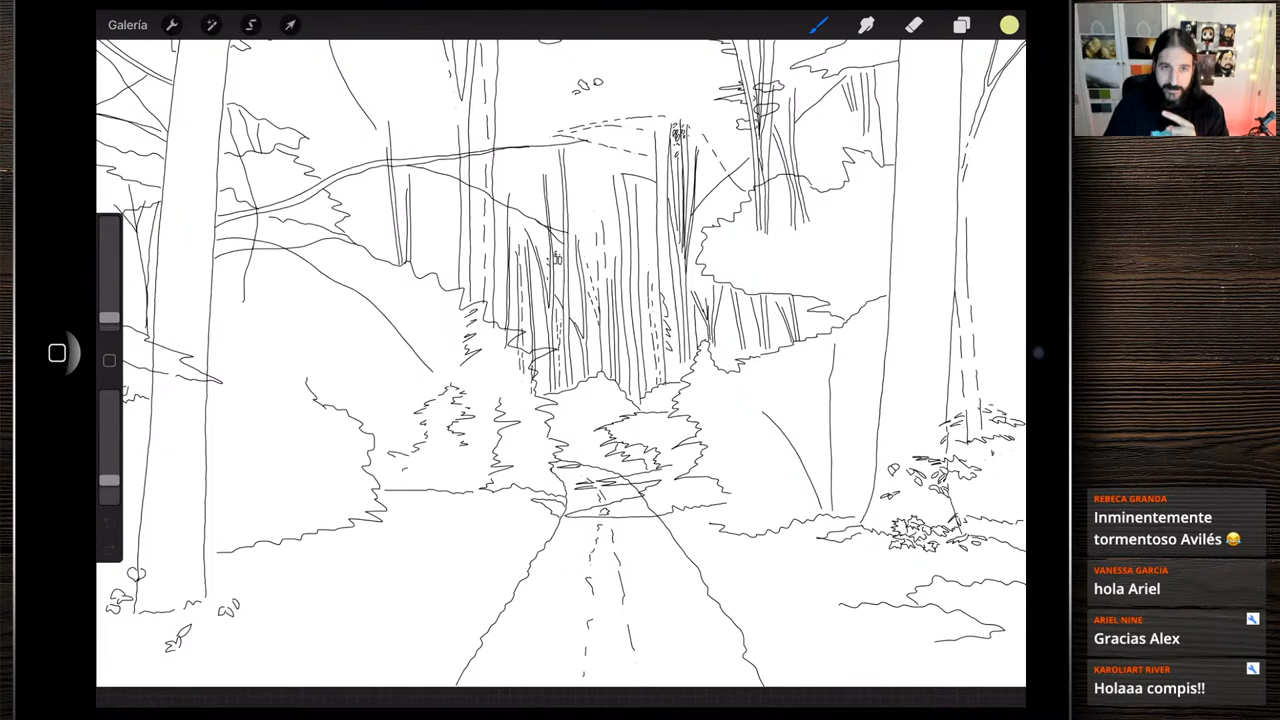 Galería
REBECA GRANDA
Inminentemente
tormentoso Avilés 😂
VANESSA GARCIA
hola Ariel
ARIEL NINE
Gracias Alex
KAROLIART RIVER
Holaaa compis!!